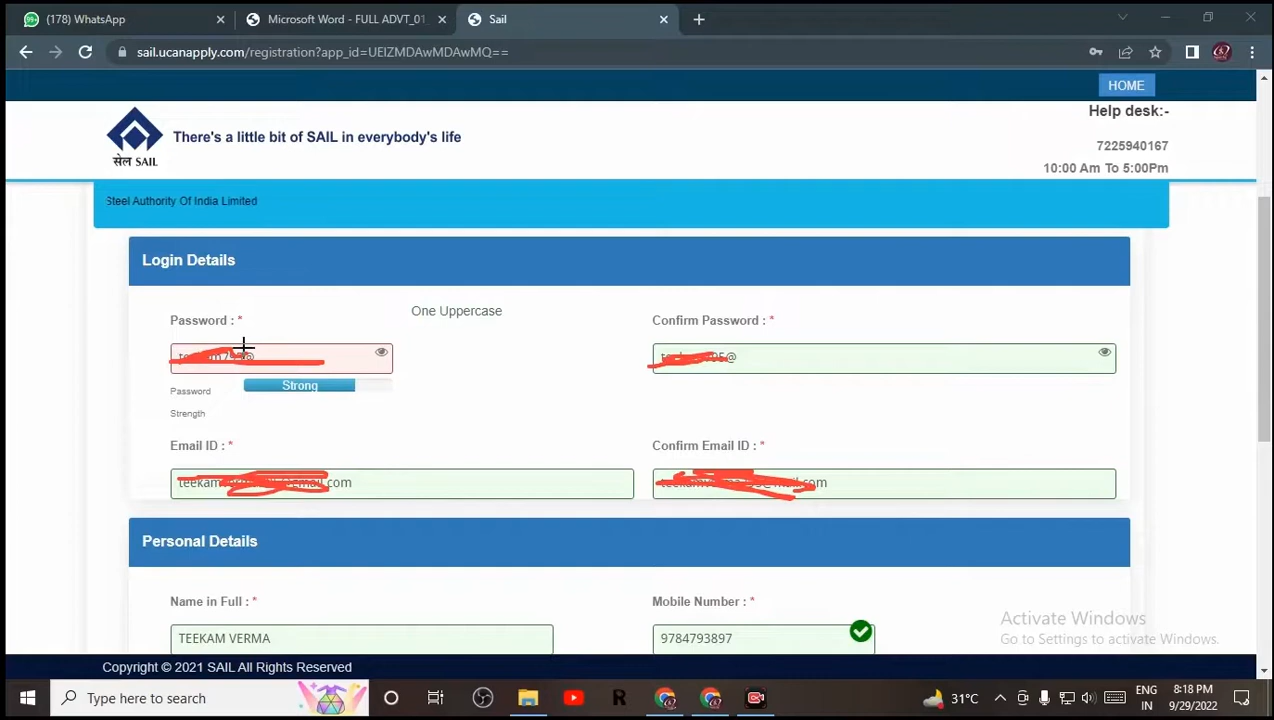 (178) WhatsApp
Microsoft Word - FULL ADVT_01
Sail
sail.ucanapply.com/registration?app_id=UEIZMDAwMDAwMQ==
HOME
Help desk:-
सेल SAIL
There's a little bit of SAIL in everybody's life
7225940167
10:00 Am To 5:00Pm
Steel Authority Of India Limited
Login Details
One Uppercase
Password : *
Confirm Password : *
Strong
Password
Strength
Email ID : *
Confirm Email ID : *
Personal Details
Name in Full : *
Mobile Number : *
TEEKAM VERMA
9784793897
Activate Windows
Go to Settings to activate Windows.
Copyright © 2021 SAIL All Rights Reserved
Type here to search
31°C
ENG
IN
8:18 PM
9/29/2022